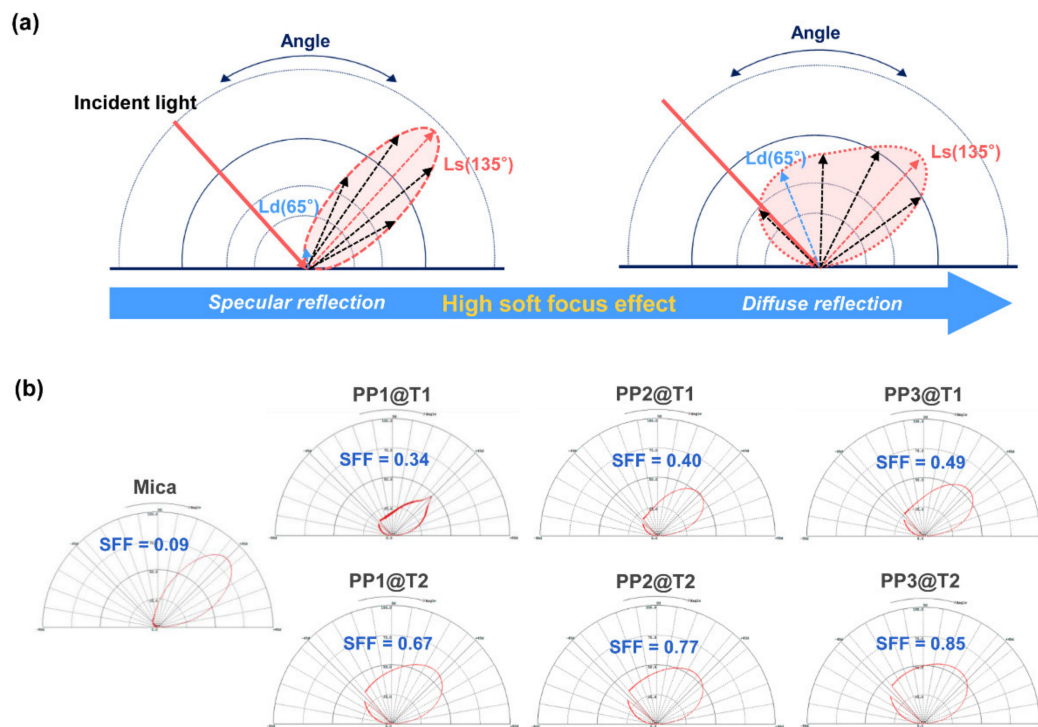 (a)
Angle
Incident light
Ld(65°)
Ls(135°)
Angle
Ld(65°)
Ls(135°)
Specular reflection
High soft focus effect
Diffuse reflection
(b)
Mica
SFF = 0.09
PP1@T1
SFF = 0.34
PP2@T1
SFF = 0.40
PP3@T1
SFF = 0.49
PP1@T2
SFF = 0.67
PP2@T2
SFF = 0.77
PP3@T2
SFF = 0.85